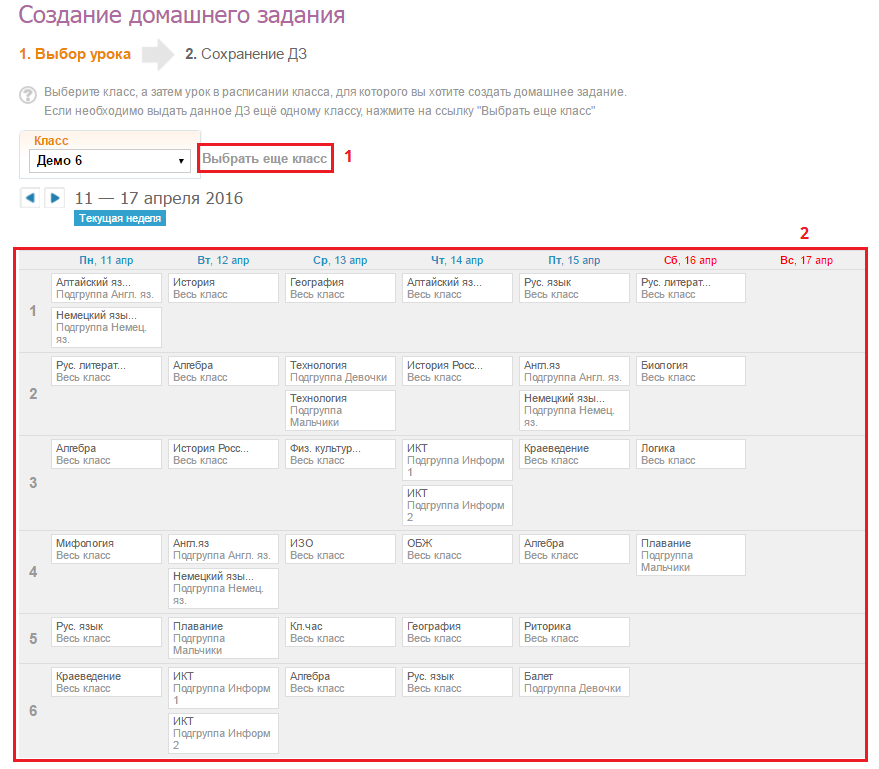 Создание домашнего задания
1. Выбор урока 2. Сохранение ДЗ
Выберите класс, а затем урок в расписании класса, для которого вы хотите создать домашнее задание.
Если необходимо выдать данное ДЗ ещё одному классу, нажмите на ссылку "Выбрать еще класс"
Класс
Демо 6 Выбрать еще класс 1
11 — 17 апреля 2016
Текущая неделя
2
Пн, 11 апр Вт, 12 апр Ср, 13 апр Чт, 14 апр Пт, 15 апр Сб, 16 апр Вс, 17 апр
1
Алтайский яз... История География Алтайский яз... Рус. язык Рус. литерат...
Подгруппа Англ. яз. Весь класс Весь класс Весь класс Весь класс Весь класс
Немецкий язы...
Подгруппа Немец.
яз.
2
Рус. литерат... Алгебра Технология История Росс... Англ.яз Биология
Весь класс Весь класс Подгруппа Девочки Весь класс Подгруппа Англ. яз. Весь класс
Технология Немецкий язы...
Подгруппа Подгруппа Немец.
Мальчики яз.
3
Алгебра История Росс... Физ. культур... ИКТ Краеведение Логика
Весь класс Весь класс Весь класс Подгруппа Информ Весь класс Весь класс
1
ИКТ
Подгруппа Информ
2
4
Мифология Англ.яз ИЗО ОБЖ Алгебра Плавание
Весь класс Подгруппа Англ. яз. Весь класс Весь класс Весь класс Подгруппа
Мальчики
Немецкий язы...
Подгруппа Немец.
яз.
5
Рус. язык Плавание Кл.час География Риторика
Весь класс Подгруппа Весь класс Весь класс Весь класс
Мальчики
6
Краеведение ИКТ Алгебра Рус. язык Балет
Весь класс Подгруппа Информ Весь класс Весь класс Подгруппа Девочки
1
ИКТ
Подгруппа Информ
2